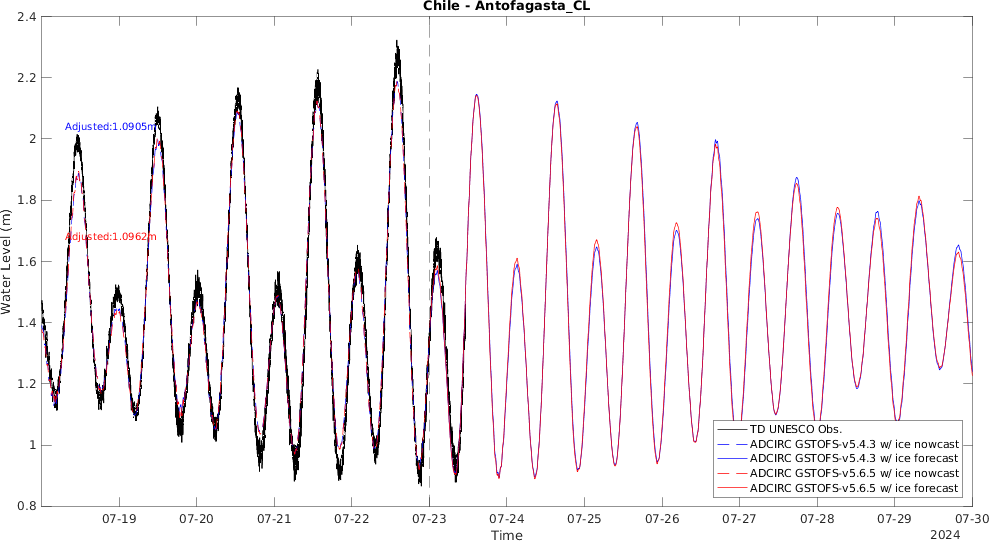 Chile - Antofagasta_CL
2.4
2.2
2
1.8
1.6
1.4
1.2
1
0.8
Water Level (m)
Adjusted:1.0905m
Adjusted:1.0962m
TD UNESCO Obs.
ADCIRC GSTOFS-v5.4.3 w/ ice nowcast
ADCIRC GSTOFS-v5.4.3 w/ ice forecast
ADCIRC GSTOFS-v5.6.5 w/ ice nowcast
ADCIRC GSTOFS-v5.6.5 w/ ice forecast
07-19 07-20 07-21 07-22 07-23 07-24 07-25 07-26 07-27 07-28 07-29 07-30
Time
2024